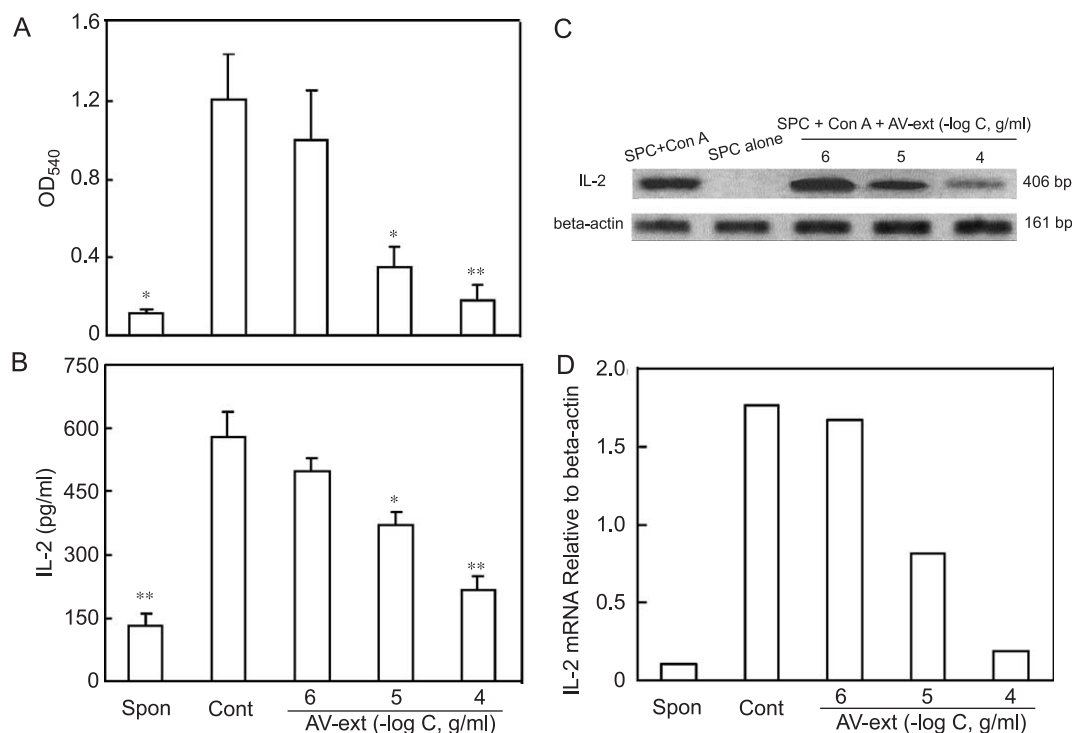 A
1.6
1.2
0.8
0.4
0
OD540
*
*
**
B
750
600
450
300
150
0
IL-2 (pg/ml)
**
*
**
Spon
Cont
6
5
4
AV-ext (-log C, g/ml)
C
SPC+Con A
SPC alone
SPC + Con A + AV-ext (-log C, g/ml)
6
5
4
IL-2
406 bp
beta-actin
161 bp
D
2.0
1.5
1.0
0.5
0
IL-2 mRNA Relative to beta-actin
Spon
Cont
6
5
4
AV-ext (-log C, g/ml)